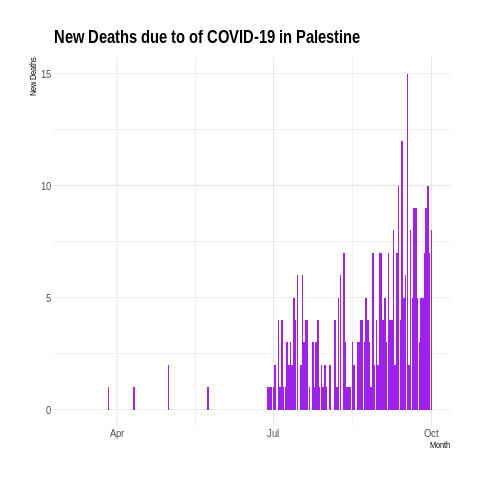 New Deaths due to of COVID-19 in Palestine
New Deaths
15
10
5
0
Apr
Jul
Oct
Month